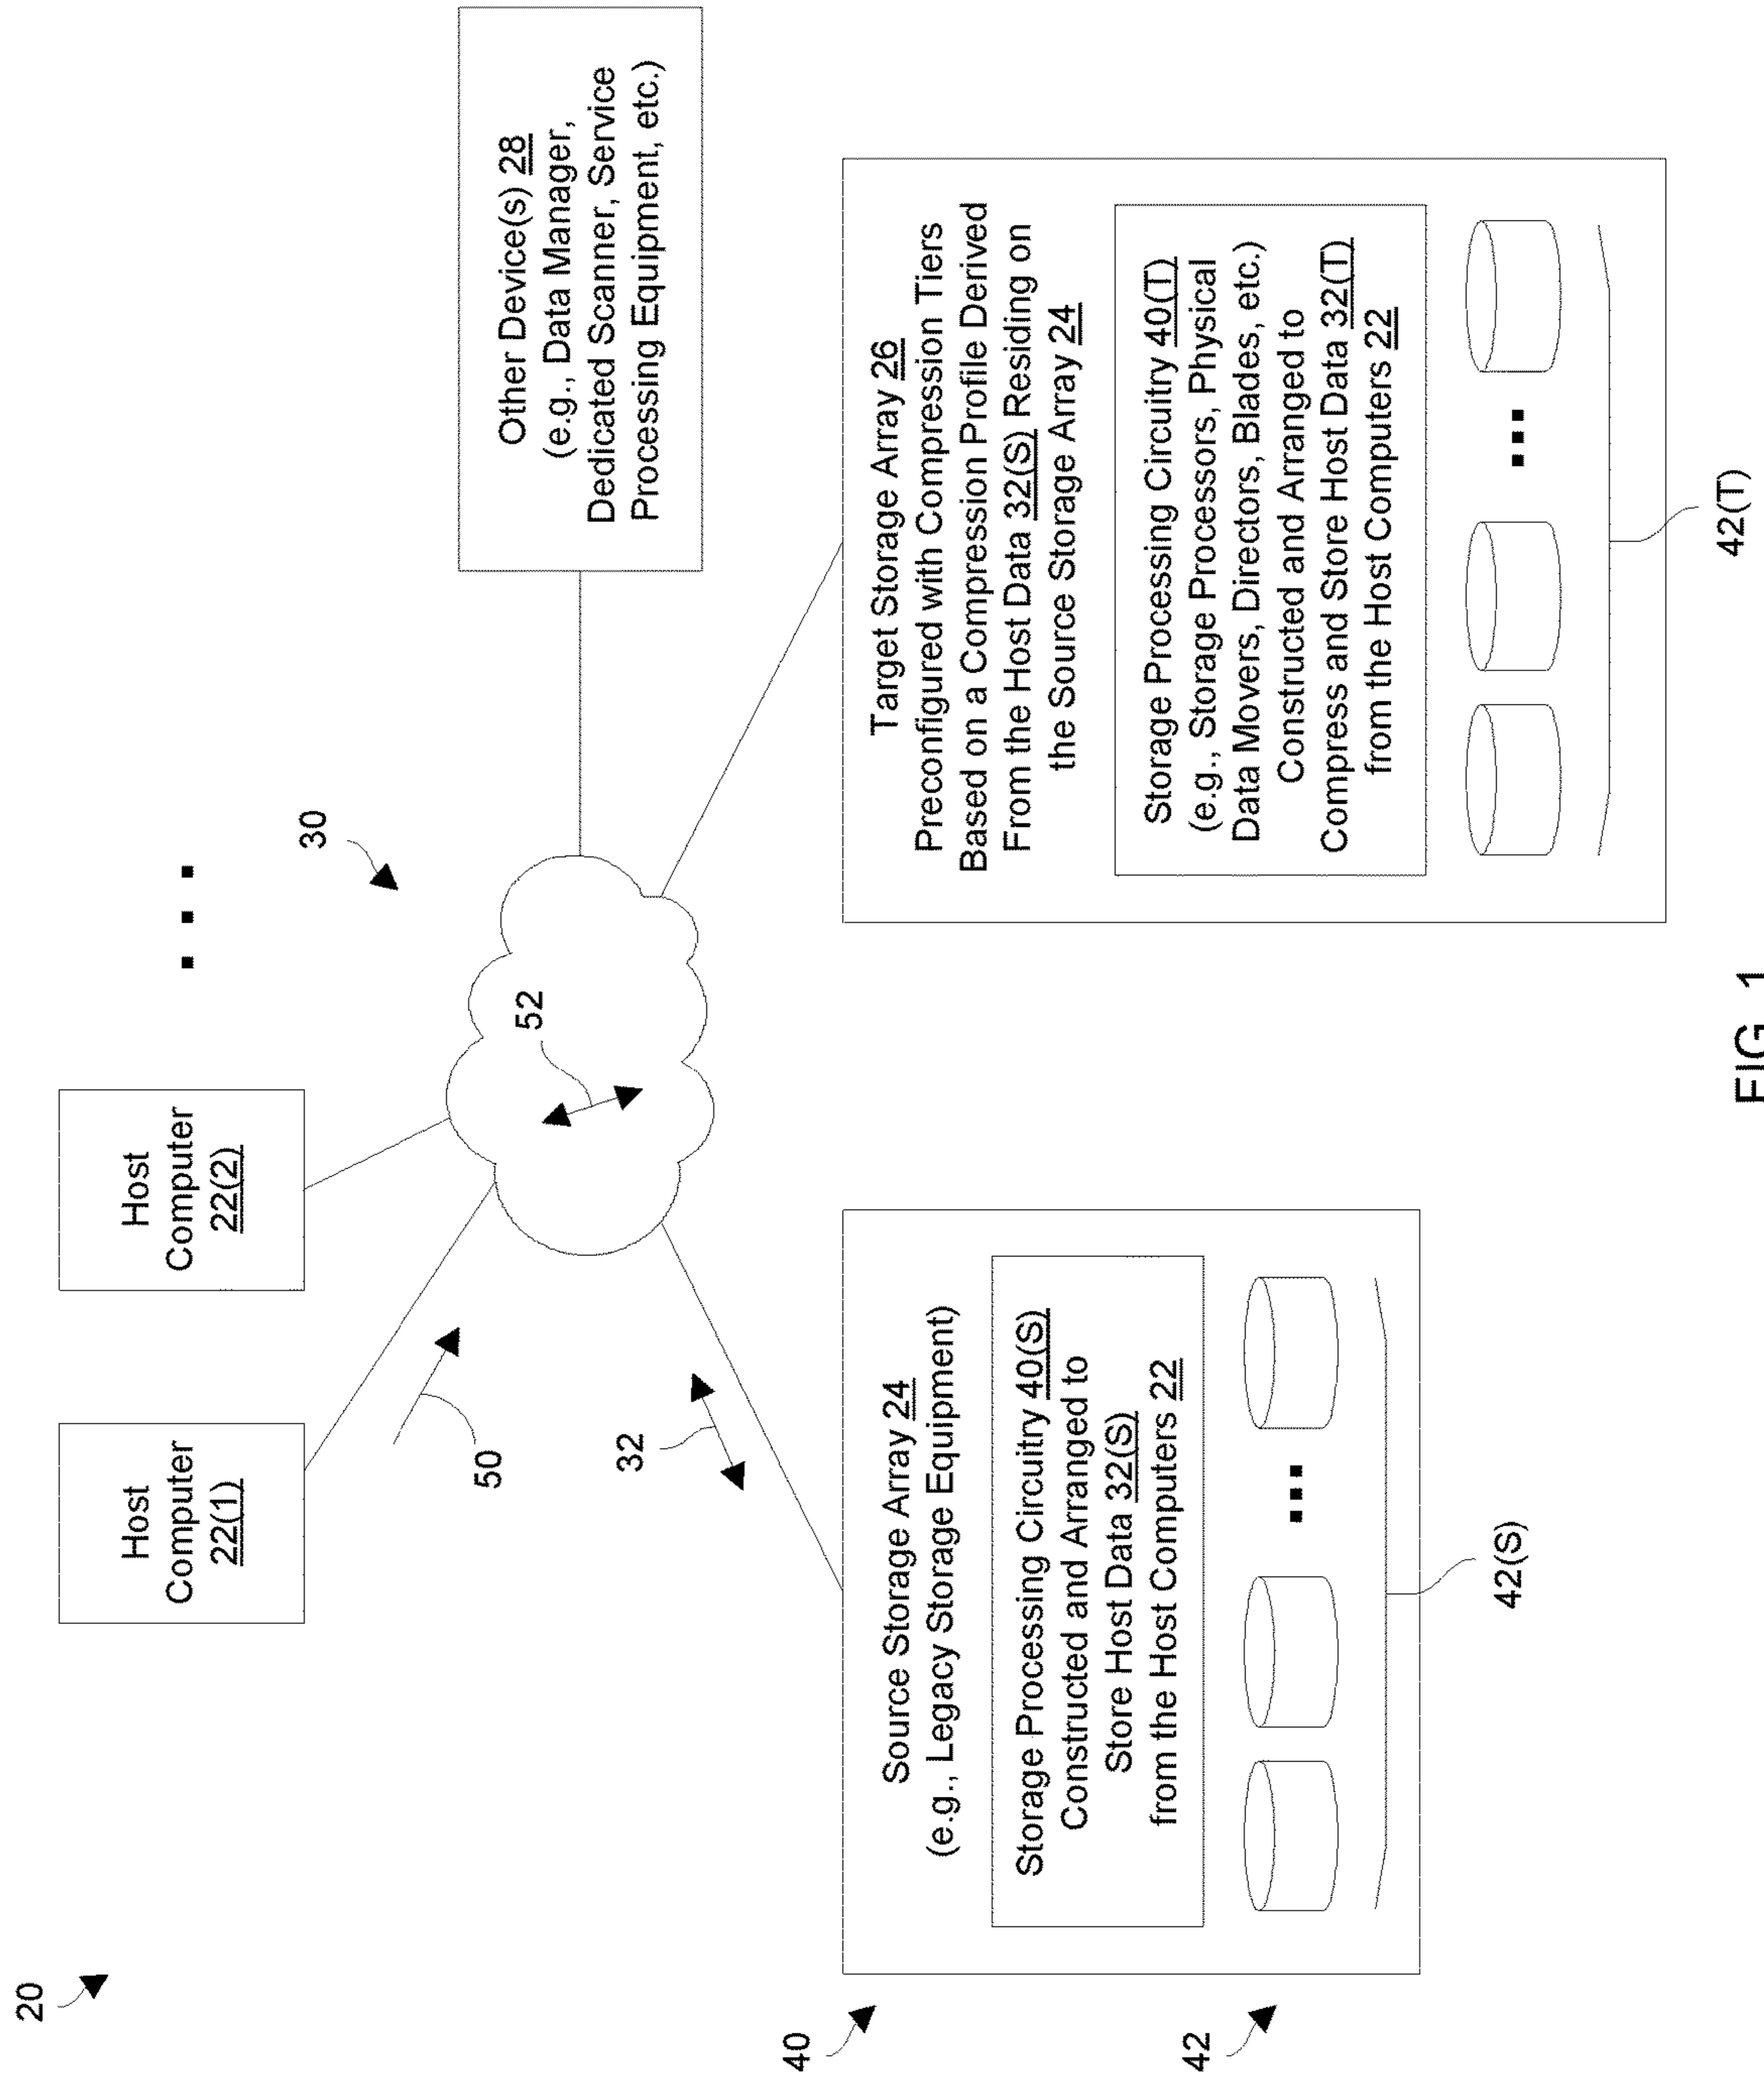 20
Host
Computer
22(1)
Host
Computer
22(2)
30
50
52
32
Other Device(s) 28
(e.g., Data Manager,
Dedicated Scanner, Service
Processing Equipment, etc.)
40
Source Storage Array 24
(e.g., Legacy Storage Equipment)
Storage Processing Circuitry 40(S)
Constructed and Arranged to
Store Host Data 32(S)
from the Host Computers 22
42
42(S)
Target Storage Array 26
Preconfigured with Compression Tiers
Based on a Compression Profile Derived
From the Host Data 32(S) Residing on
the Source Storage Array 24
Storage Processing Circuitry 40(T)
(e.g., Storage Processors, Physical
Data Movers, Directors, Blades, etc.)
Constructed and Arranged to
Compress and Store Host Data 32(T)
from the Host Computers 22
42(T)
FIG. 1